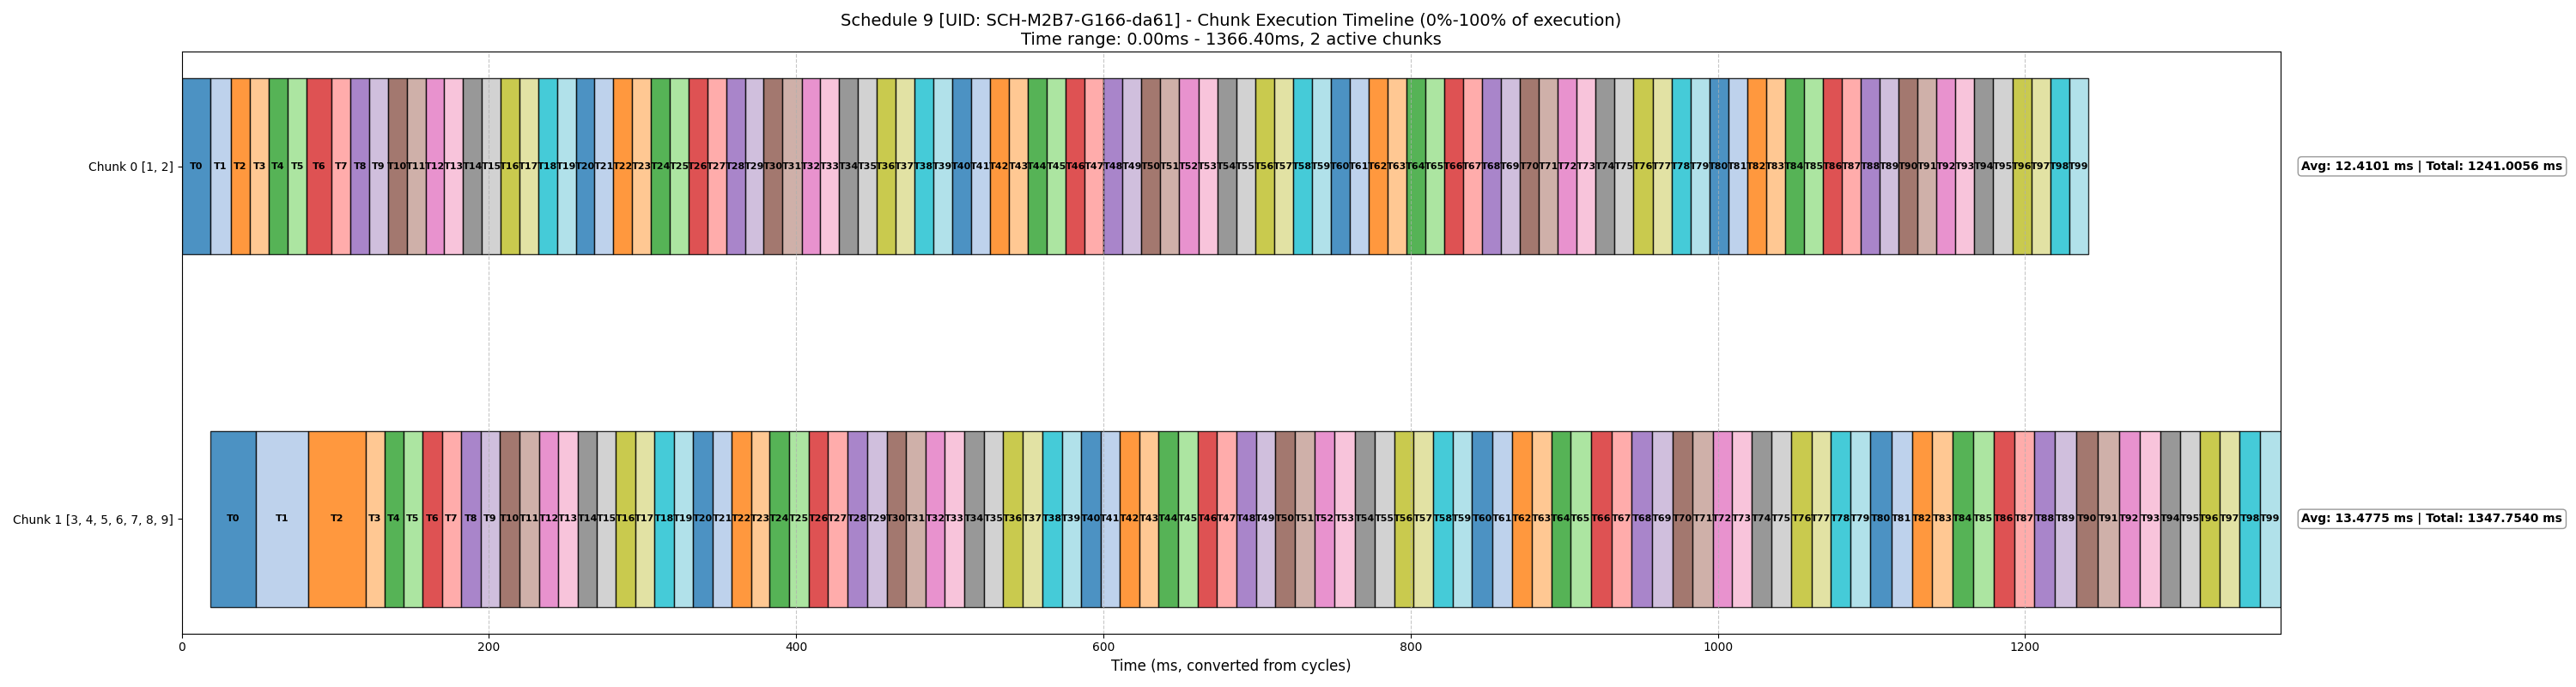 Schedule 9 [UID: SCH-M2B7-G166-da61] - Chunk Execution Timeline (0%-100% of execution)
Time range: 0.00ms - 1366.40ms, 2 active chunks
Chunk 0 [1, 2]
T0 T1 T2 T3 T4 T5 T6 T7 T8 T9 T10 T11 T12 T13 T14 T15 T16 T17 T18 T19 T20 T21 T22 T23 T24 T25 T26 T27 T28 T29 T30 T31 T32 T33 T34 T35 T36 T37 T38 T39 T40 T41 T42 T43 T44 T45 T46 T47 T48 T49 T50 T51 T52 T53 T54 T55 T56 T57 T58 T59 T60 T61 T62 T63 T64 T65 T66 T67 T68 T69 T70 T71 T72 T73 T74 T75 T76 T77 T78 T79 T80 T81 T82 T83 T84 T85 T86 T87 T88 T89 T90 T91 T92 T93 T94 T95 T96 T97 T98 T99
Avg: 12.4101 ms | Total: 1241.0056 ms
Chunk 1 [3, 4, 5, 6, 7, 8, 9]
T0 T1 T2 T3 T4 T5 T6 T7 T8 T9 T10 T11 T12 T13 T14 T15 T16 T17 T18 T19 T20 T21 T22 T23 T24 T25 T26 T27 T28 T29 T30 T31 T32 T33 T34 T35 T36 T37 T38 T39 T40 T41 T42 T43 T44 T45 T46 T47 T48 T49 T50 T51 T52 T53 T54 T55 T56 T57 T58 T59 T60 T61 T62 T63 T64 T65 T66 T67 T68 T69 T70 T71 T72 T73 T74 T75 T76 T77 T78 T79 T80 T81 T82 T83 T84 T85 T86 T87 T88 T89 T90 T91 T92 T93 T94 T95 T96 T97 T98 T99
Avg: 13.4775 ms | Total: 1347.7540 ms
0 200 400 600 800 1000 1200
Time (ms, converted from cycles)